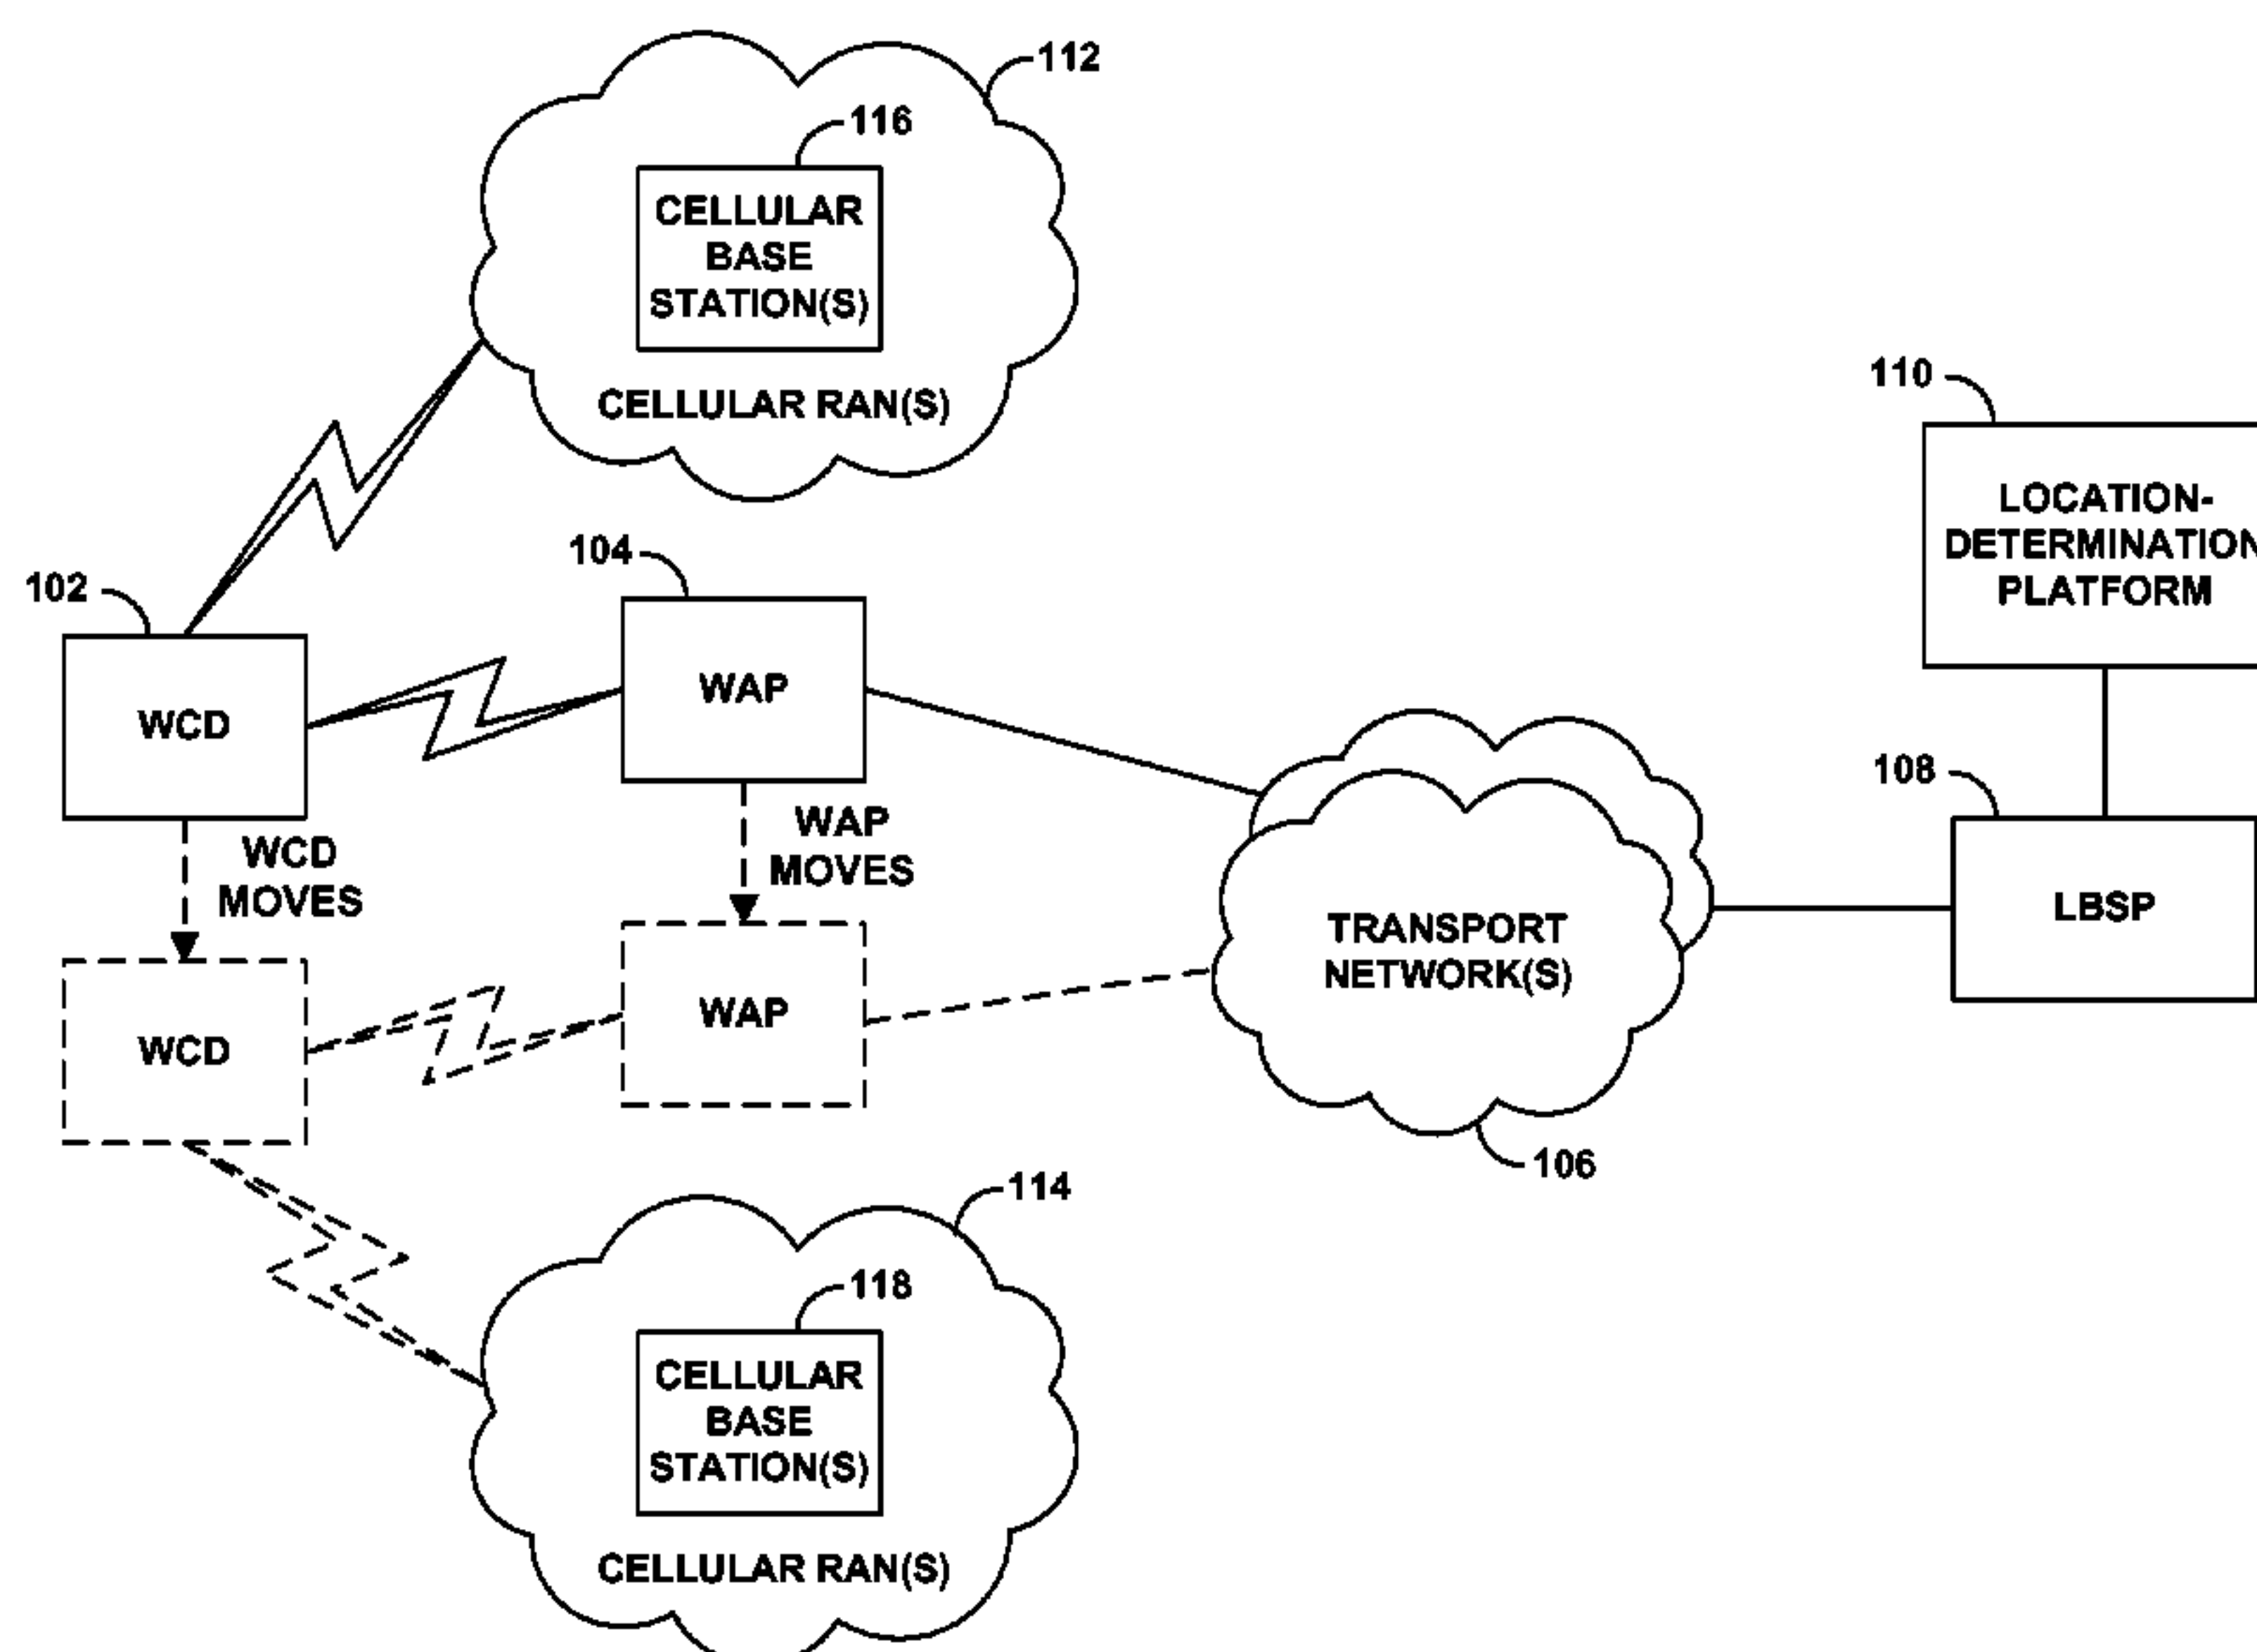 112
116
CELLULAR
BASE
STATION(S)
CELLULAR RAN(S)
110
LOCATION-
DETERMINATION
PLATFORM
104
102
WAP
WCD
108
LBSP
WAP
MOVES
WCD
MOVES
TRANSPORT
NETWORK(S)
WAP
WCD
106
114
118
CELLULAR
BASE
STATION(S)
CELLULAR RAN(S)